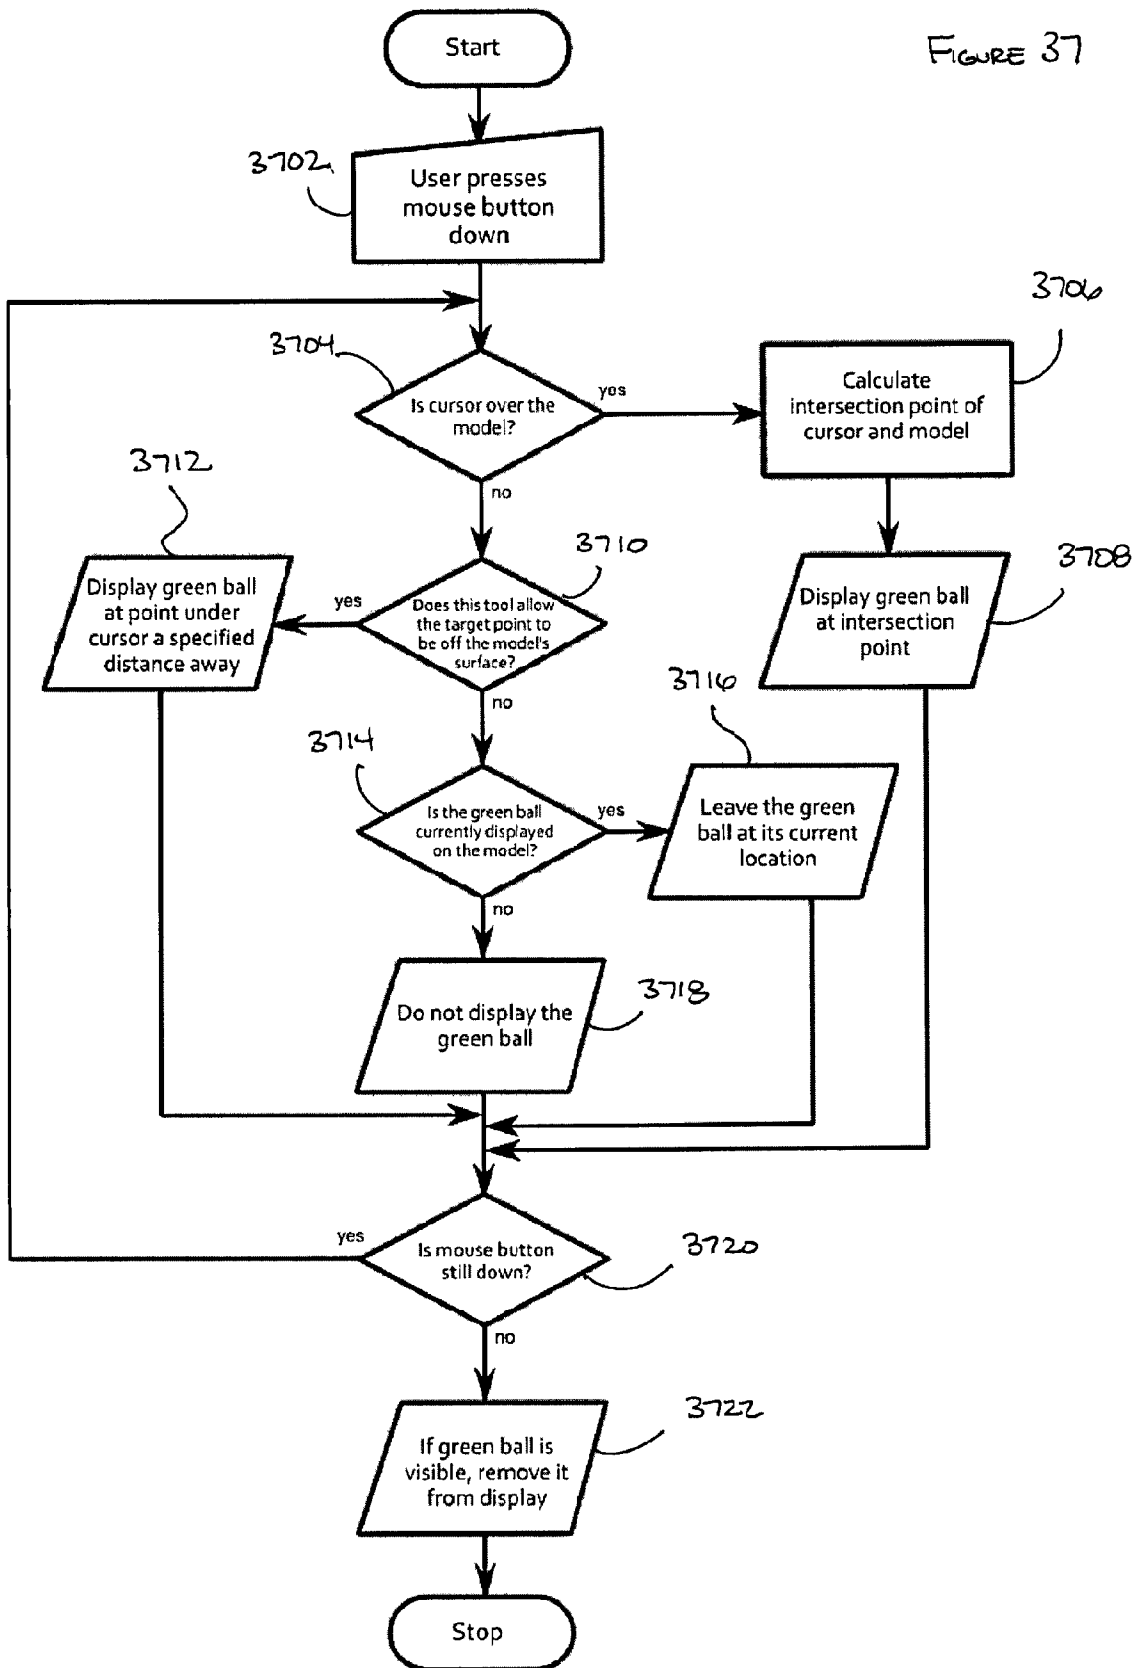 Start
FIGURE 37
3702
User presses
mouse button
down
3704
Is cursor over the
model?
yes
no
3706
Calculate
intersection point of
cursor and model
3708
Display green ball
at intersection
point
3710
Does this tool allow
the target point to
be off the model's
surface?
yes
no
3712
Display green ball
at point under
cursor a specified
distance away
3714
Is the green ball
currently displayed
on the model?
yes
no
3716
Leave the green
ball at its current
location
3718
Do not display the
green ball
3720
Is mouse button
still down?
yes
no
3722
If green ball is
visible, remove it
from display
Stop